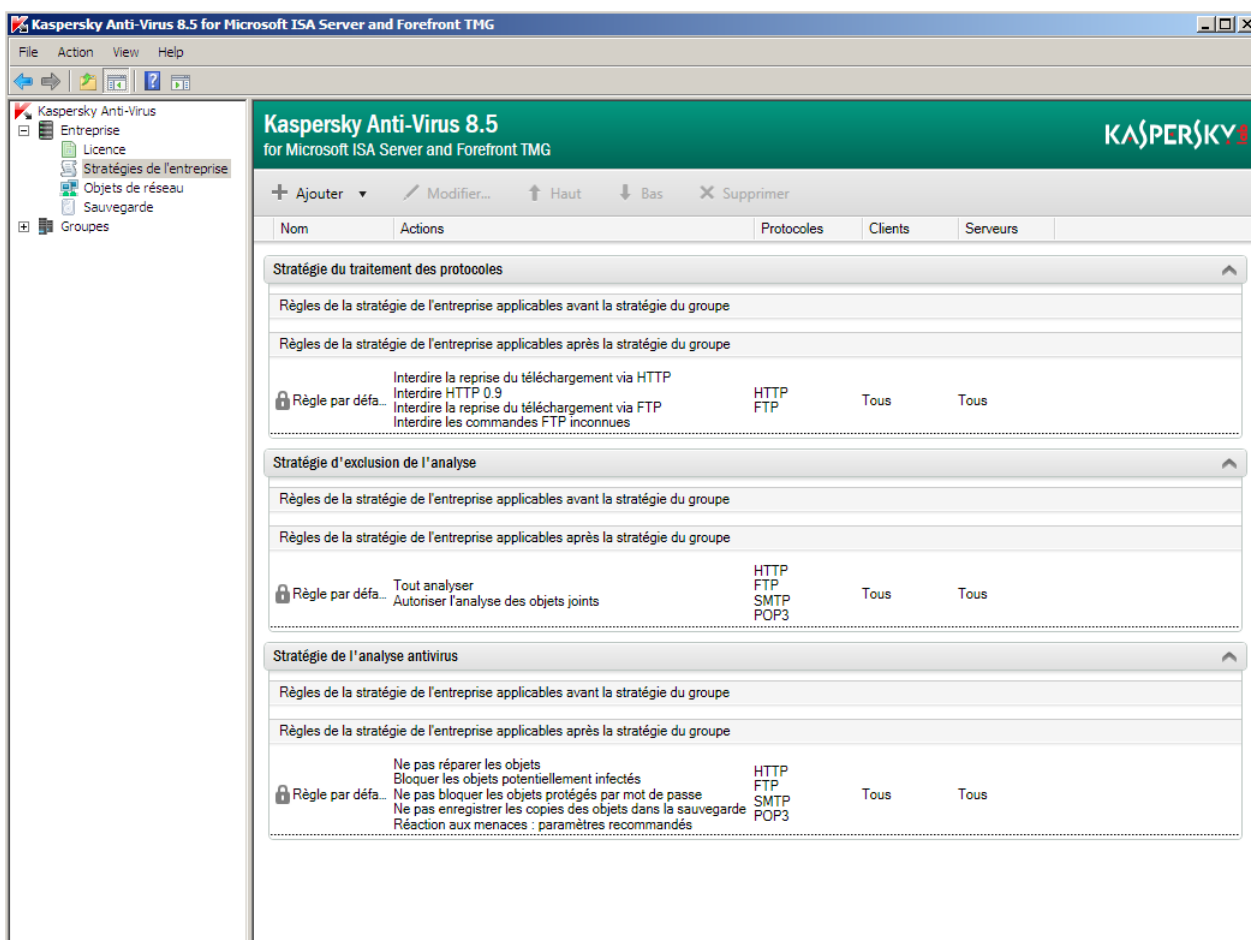 Kaspersky Anti-Virus 8.5 for Microsoft ISA Server and Forefront TMG
File Action View Help
Kaspersky Anti-Virus
Entreprise
Licence
Stratégies de l'entreprise
Objets de réseau
Sauvegarde
Groupes
Kaspersky Anti-Virus 8.5
for Microsoft ISA Server and Forefront TMG
KASPERSKY
Ajouter Modifier... Haut Bas Supprimer
Nom Actions Protocoles Clients Serveurs
Stratégie du traitement des protocoles
Règles de la stratégie de l'entreprise applicables avant la stratégie du groupe
Règles de la stratégie de l'entreprise applicables après la stratégie du groupe
Règle par défa...
Interdire la reprise du téléchargement via HTTP
Interdire HTTP 0.9
Interdire la reprise du téléchargement via FTP
Interdire les commandes FTP inconnues
HTTP
FTP
Tous
Tous
Stratégie d'exclusion de l'analyse
Règles de la stratégie de l'entreprise applicables avant la stratégie du groupe
Règles de la stratégie de l'entreprise applicables après la stratégie du groupe
Règle par défa...
Tout analyser
Autoriser l'analyse des objets joints
HTTP
FTP
SMTP
POP3
Tous
Tous
Stratégie de l'analyse antivirus
Règles de la stratégie de l'entreprise applicables avant la stratégie du groupe
Règles de la stratégie de l'entreprise applicables après la stratégie du groupe
Règle par défa...
Ne pas réparer les objets
Bloquer les objets potentiellement infectés
Ne pas bloquer les objets protégés par mot de passe
Ne pas enregistrer les copies des objets dans la sauvegarde
Réaction aux menaces : paramètres recommandés
HTTP
FTP
SMTP
POP3
Tous
Tous